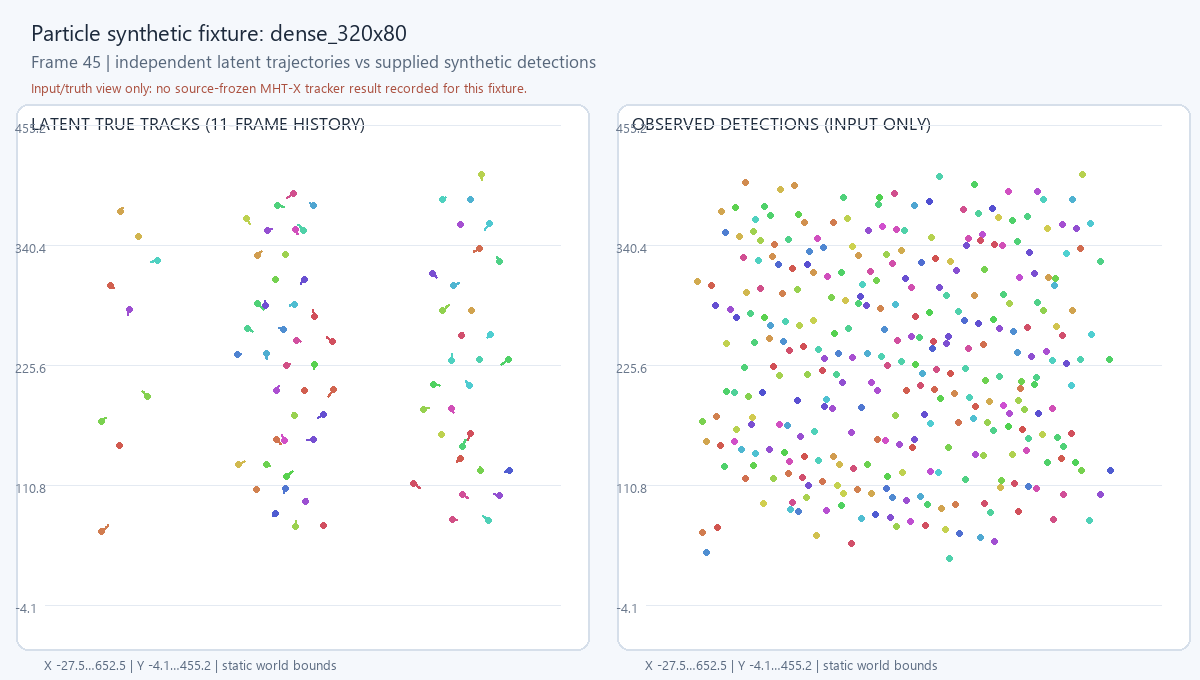 Particle synthetic fixture: dense_320x80
Frame 45 | independent latent trajectories vs supplied synthetic detections
Input/truth view only: no source-frozen MHT-X tracker result recorded for this fixture.
LATENT TRUE TRACKS (11-FRAME HISTORY)
455.2
340.4
225.6
110.8
-4.1
X -27.5...652.5 | Y -4.1...455.2 | static world bounds
OBSERVED DETECTIONS (INPUT ONLY)
455.2
340.4
225.6
110.8
-4.1
X -27.5...652.5 | Y -4.1...455.2 | static world bounds